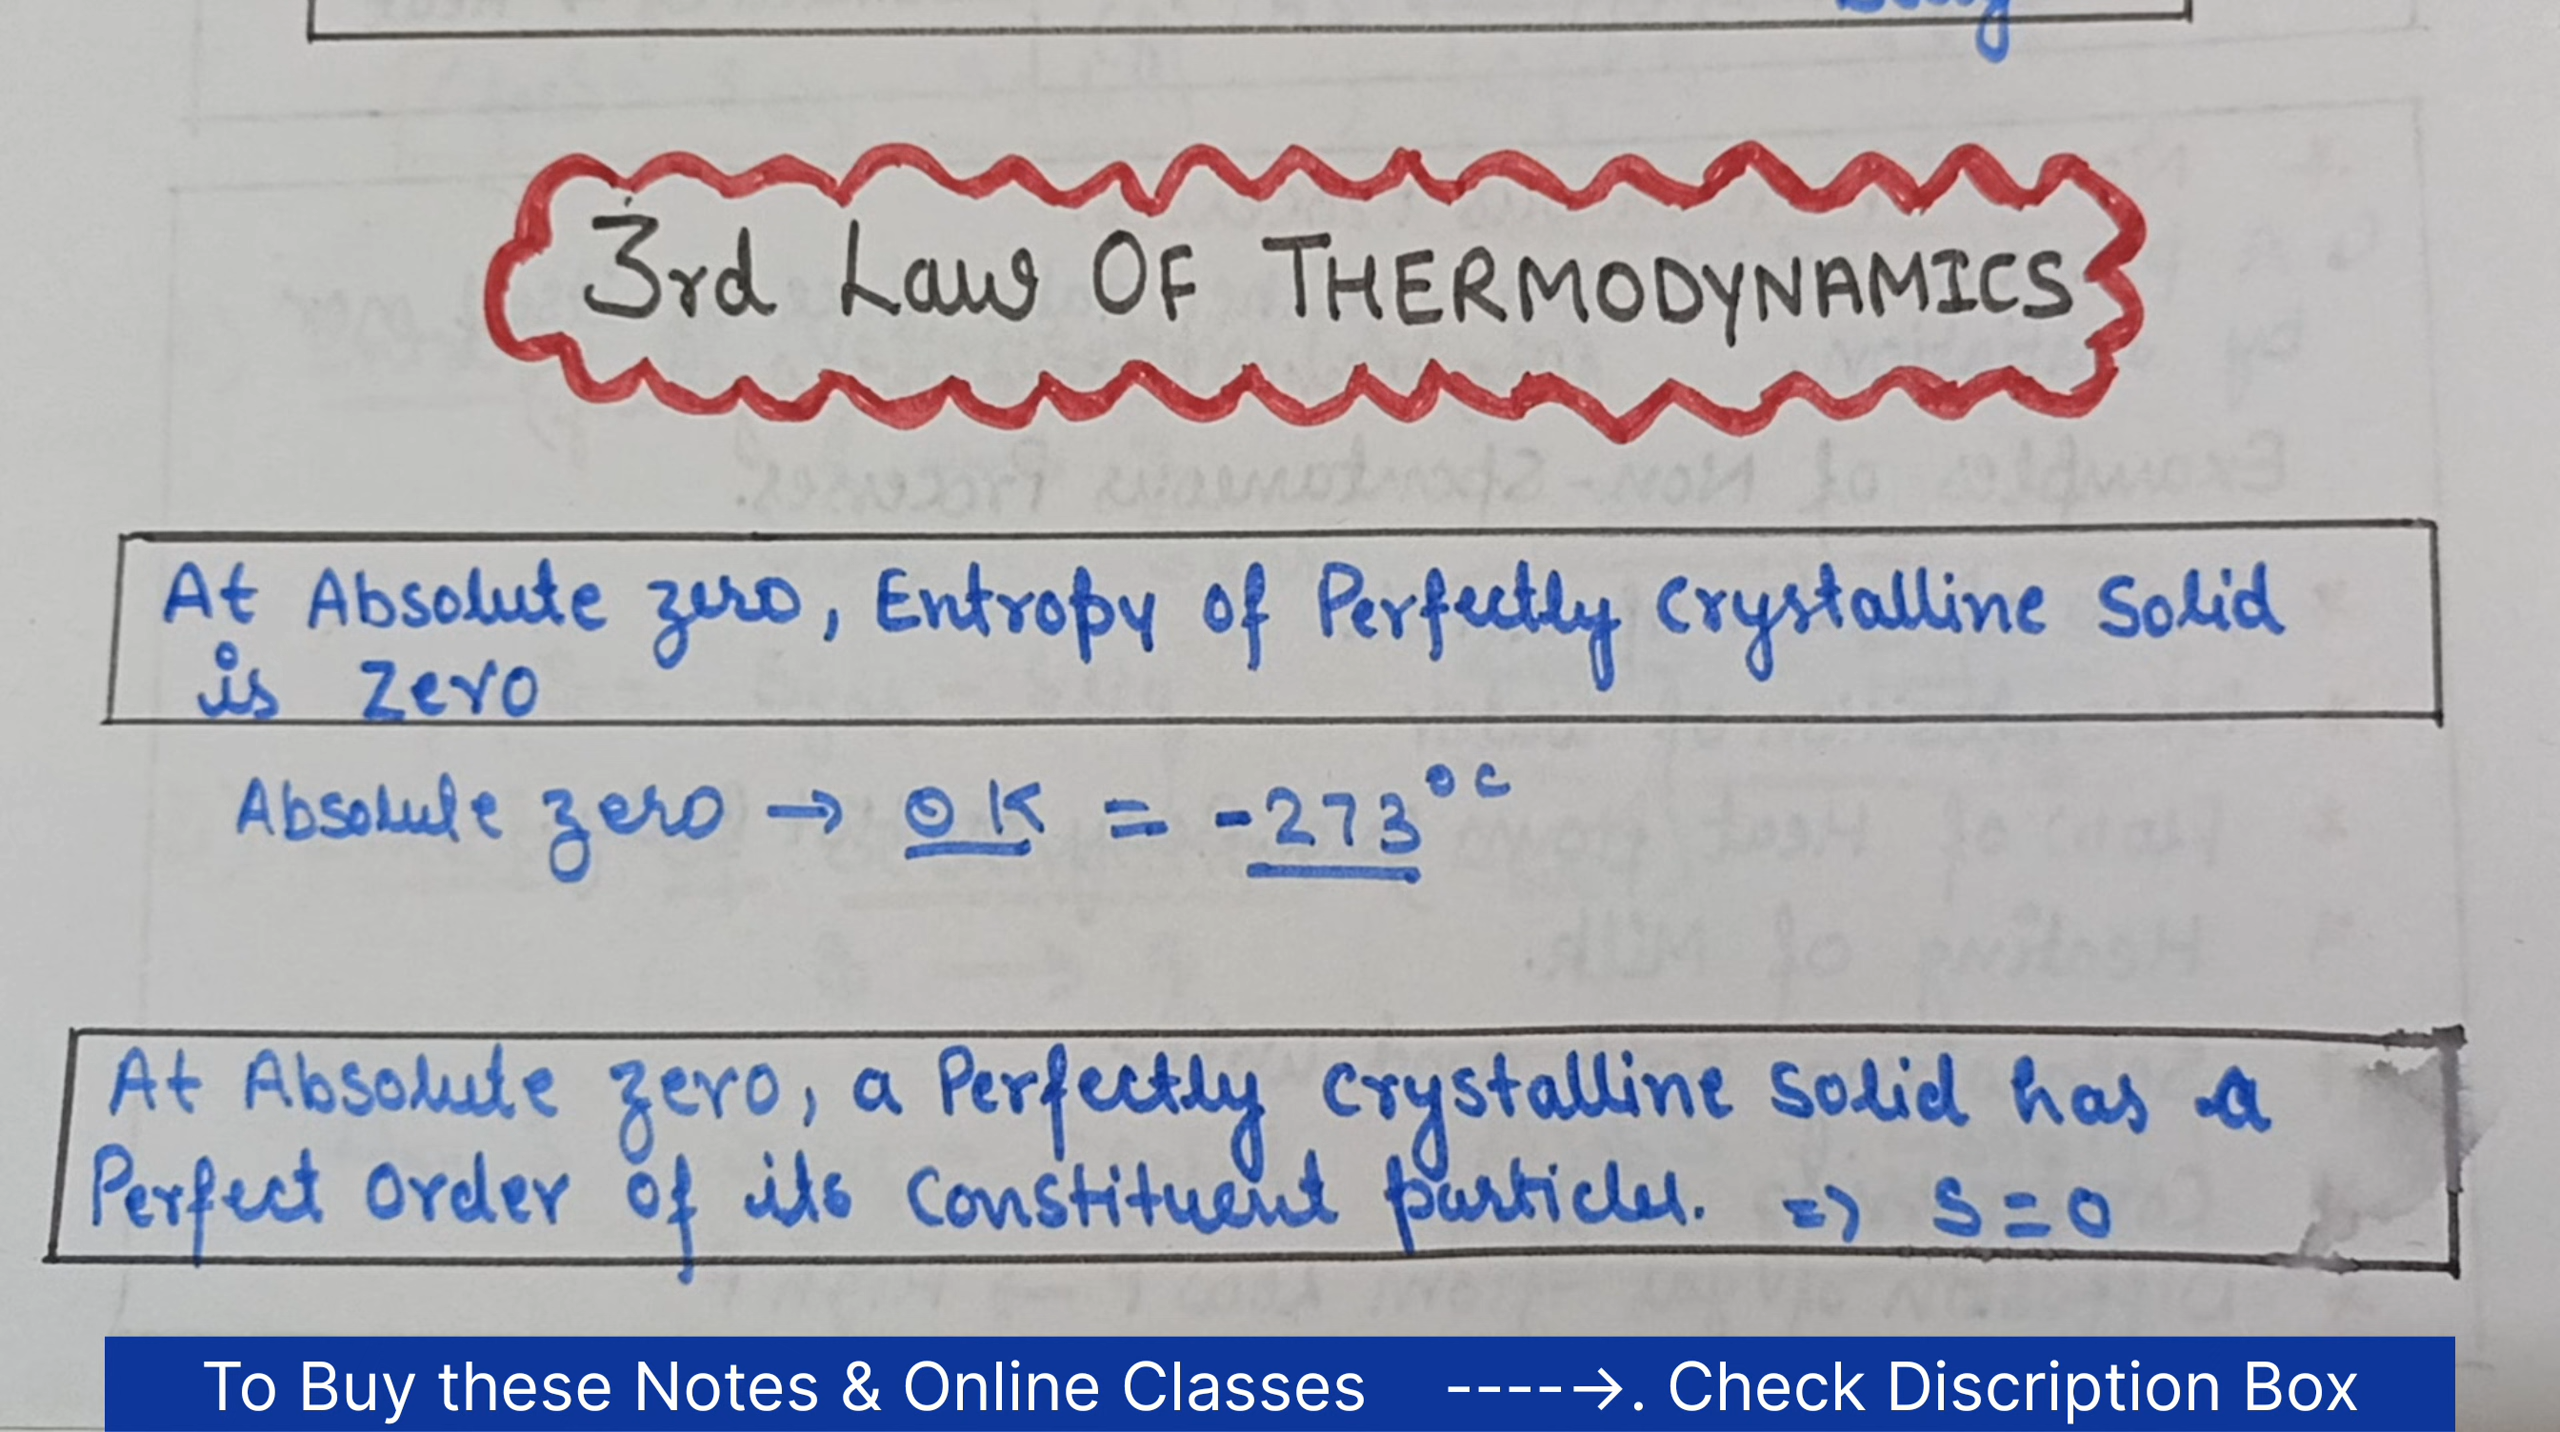 3rd Law OF THERMODYNAMICS
At Absolute zero, Entropy of Perfectly Crystalline Solid
is Zero
Absolute zero → 0 K = -273°C
At Absolute zero, a Perfectly Crystalline Solid has a
Perfect Order of its Constituent particles. => S=0
To Buy these Notes & Online Classes ----→. Check Discription Box